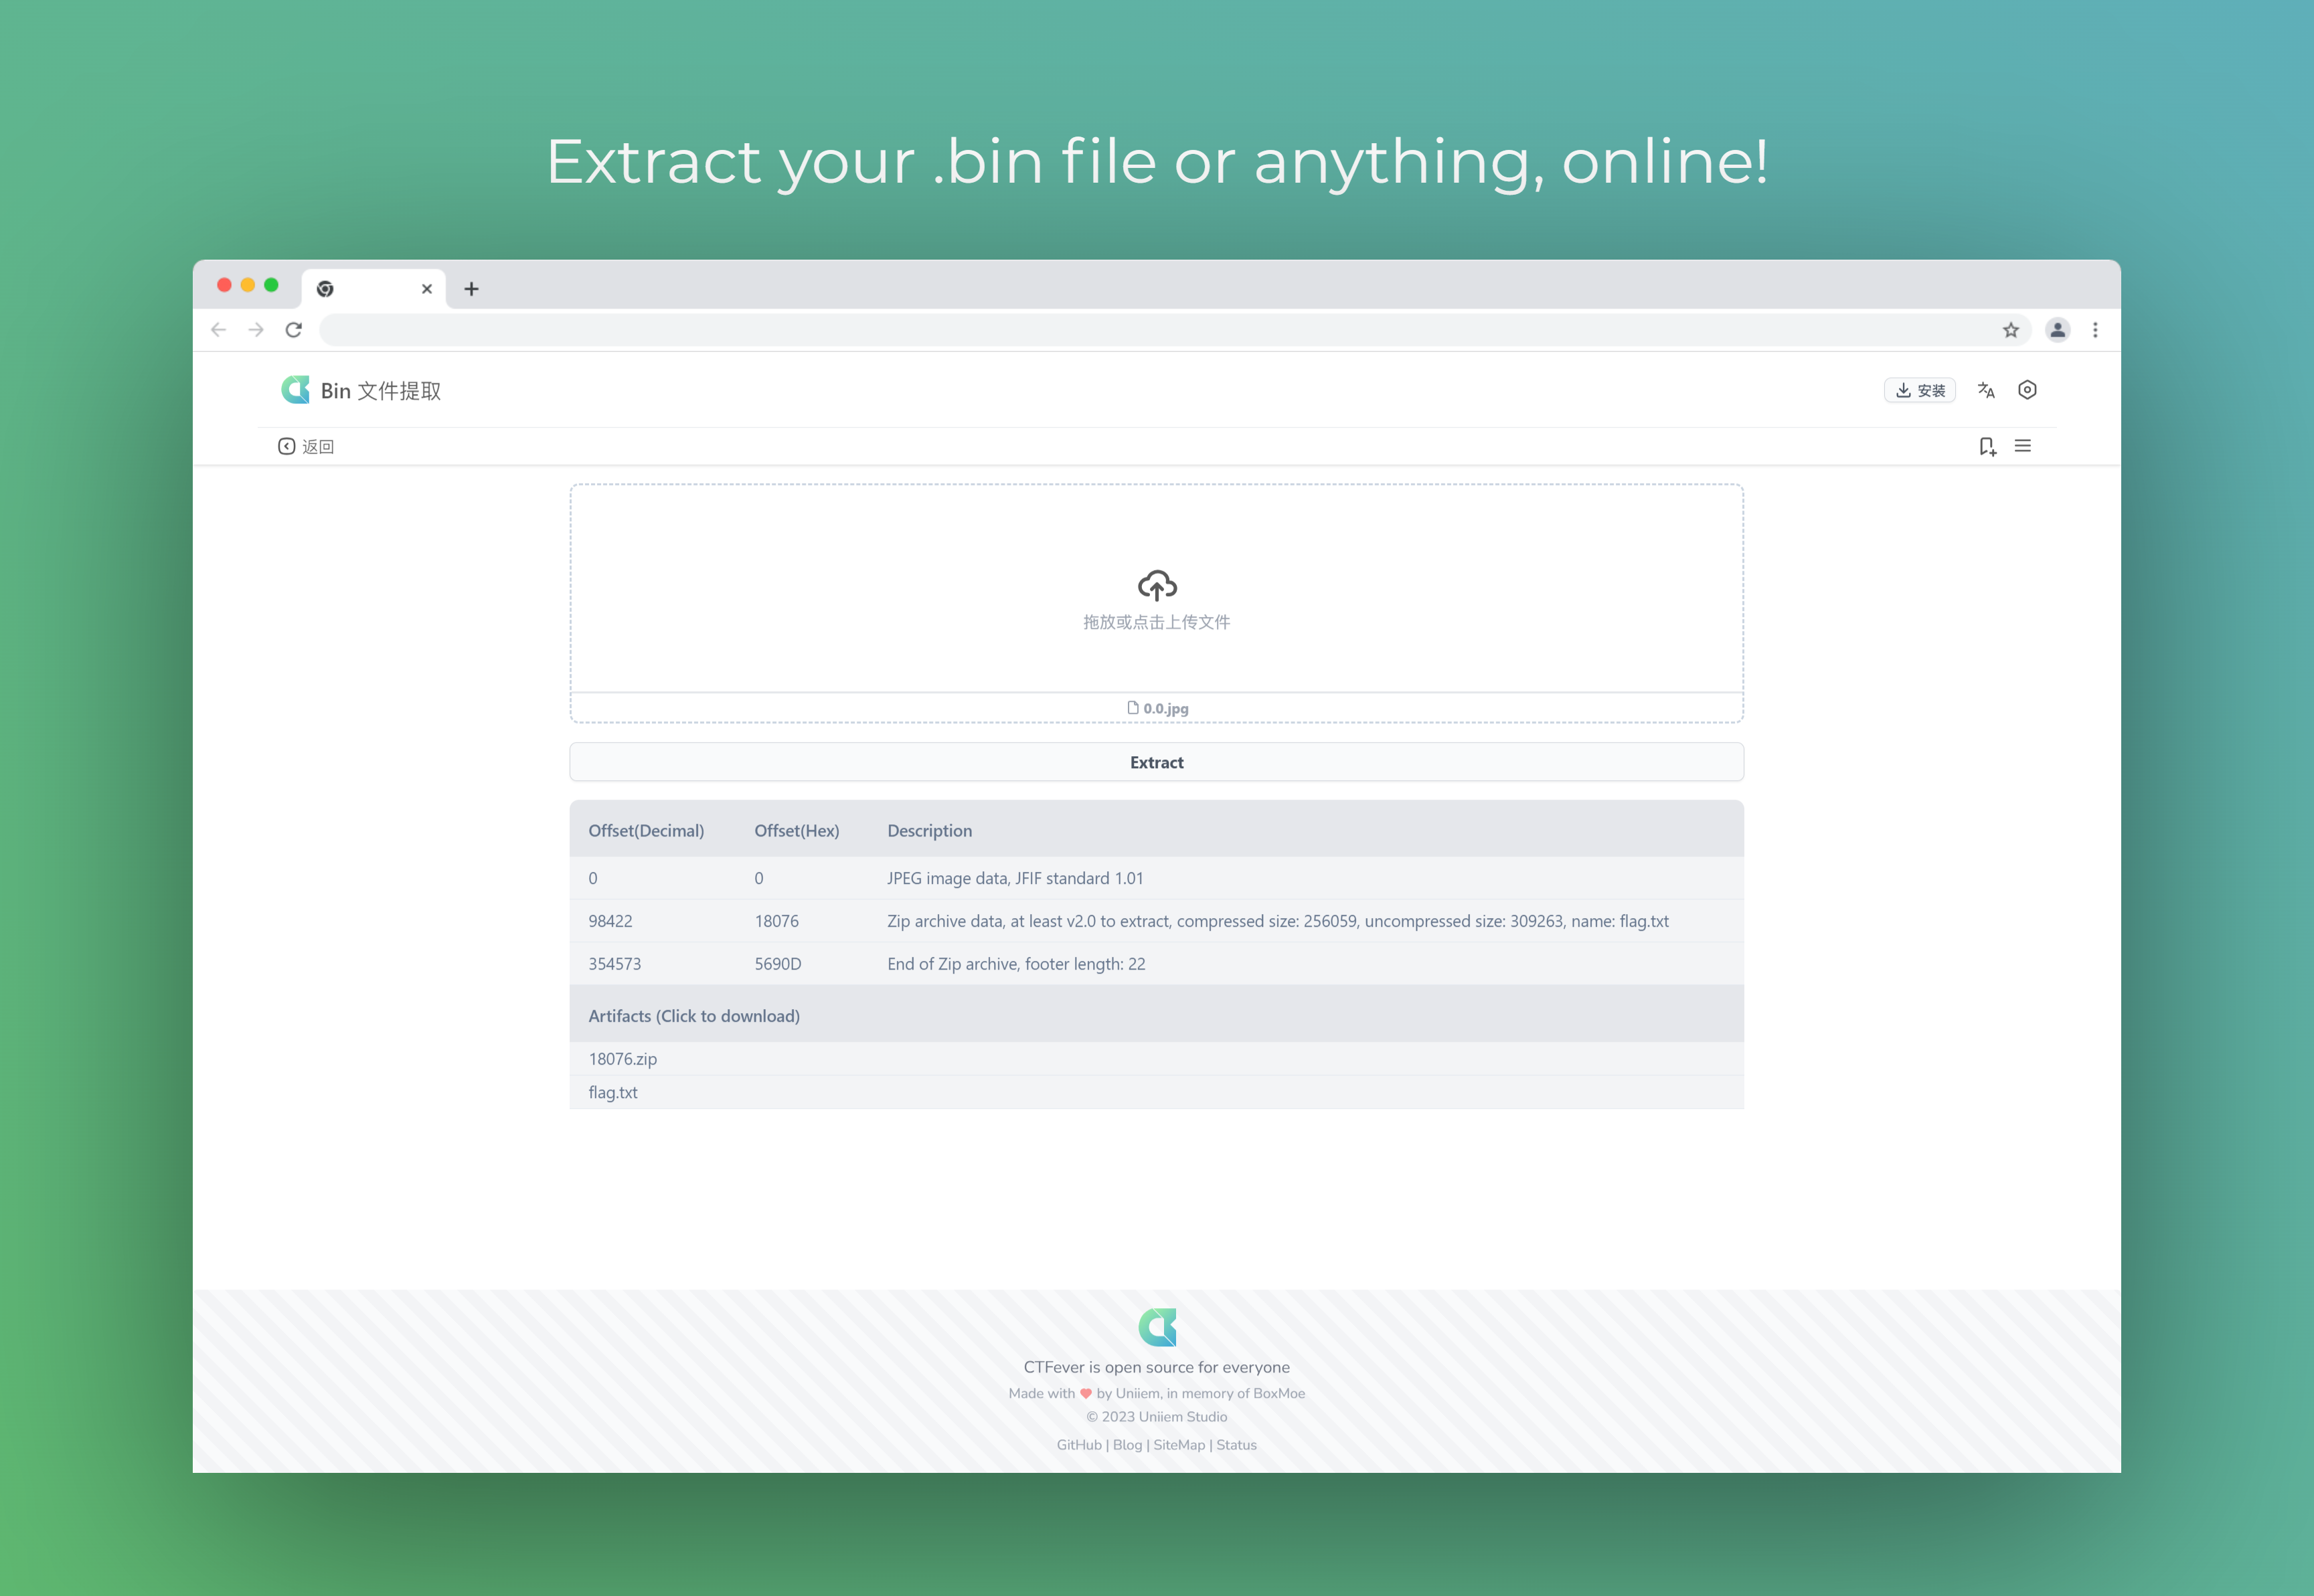 Extract your .bin file or anything, online!
Bin 文件提取
安装
返回
拖放或点击上传文件
0.0.jpg
Extract
Offset(Decimal) Offset(Hex) Description
0 0 JPEG image data, JFIF standard 1.01
98422 18076 Zip archive data, at least v2.0 to extract, compressed size: 256059, uncompressed size: 309263, name: flag.txt
354573 5690D End of Zip archive, footer length: 22
Artifacts (Click to download)
18076.zip
flag.txt
CTFever is open source for everyone
Made with ❤ by Uniiem, in memory of BoxMoe
© 2023 Uniiem Studio
GitHub | Blog | SiteMap | Status